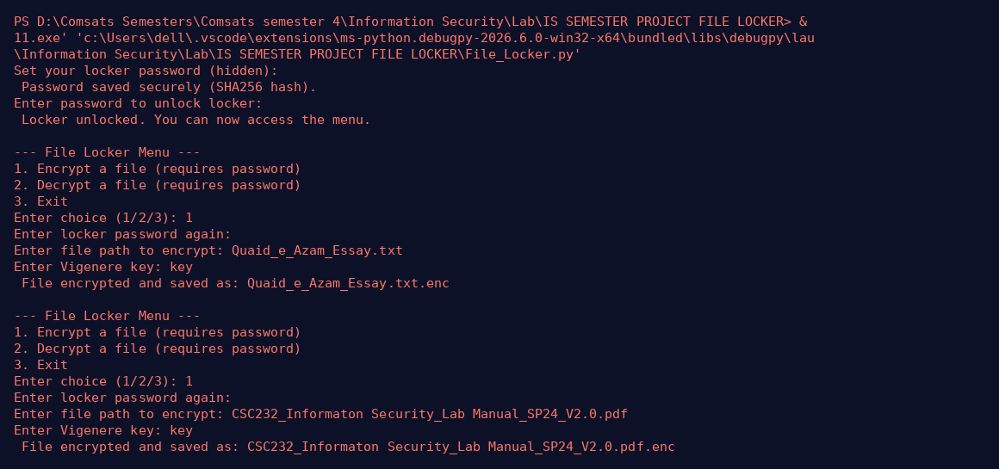 PS D:\Comsats Semesters\Comsats semester 4\Information Security\Lab\IS SEMESTER PROJECT FILE LOCKER> &
11.exe' 'c:\Users\dell\.vscode\extensions\ms-python.debugpy-2026.6.0-win32-x64\bundled\libs\debugpy\lau
\Information Security\Lab\IS SEMESTER PROJECT FILE LOCKER\File_Locker.py'
Set your locker password (hidden):
 Password saved securely (SHA256 hash).
Enter password to unlock locker:
 Locker unlocked. You can now access the menu.

--- File Locker Menu ---
1. Encrypt a file (requires password)
2. Decrypt a file (requires password)
3. Exit
Enter choice (1/2/3): 1
Enter locker password again:
Enter file path to encrypt: Quaid_e_Azam_Essay.txt
Enter Vigenere key: key
 File encrypted and saved as: Quaid_e_Azam_Essay.txt.enc

--- File Locker Menu ---
1. Encrypt a file (requires password)
2. Decrypt a file (requires password)
3. Exit
Enter choice (1/2/3): 1
Enter locker password again:
Enter file path to encrypt: CSC232_Informaton Security_Lab Manual_SP24_V2.0.pdf
Enter Vigenere key: key
 File encrypted and saved as: CSC232_Informaton Security_Lab Manual_SP24_V2.0.pdf.enc